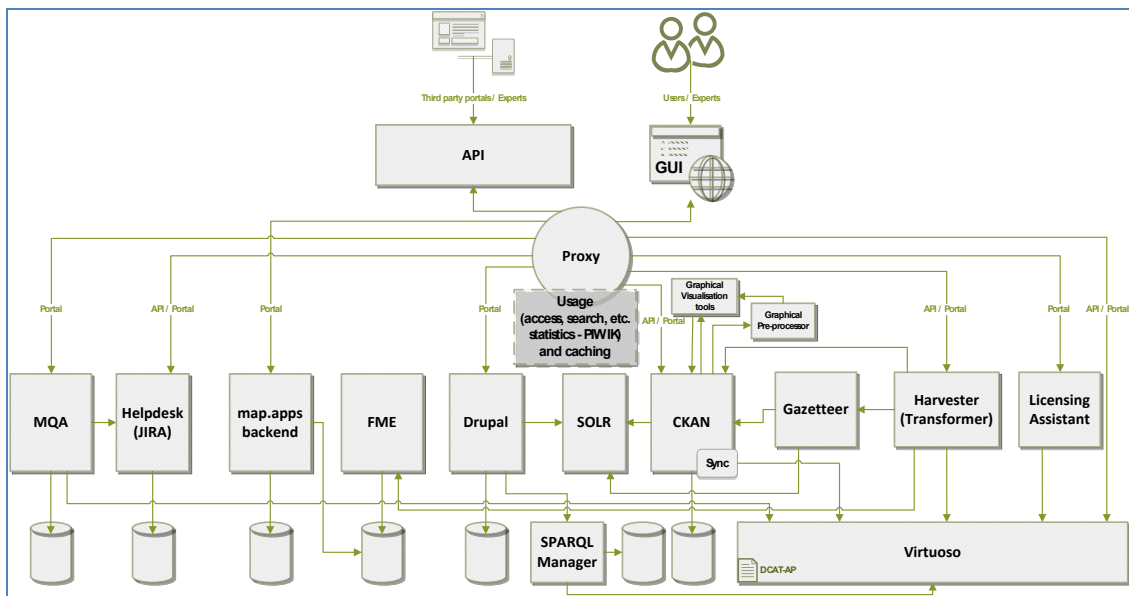 Third party portals / Experts
Users / Experts
API
GUI
Proxy
Usage
(access, search, etc.
statistics - PIWIK)
and caching
Graphical
Visualisation
tools
Graphical
Pre-processor
Portal
API / Portal
Portal
Portal
API / Portal
API / Portal
Portal
API / Portal
MQA
Helpdesk
(JIRA)
map.apps
backend
FME
Drupal
SOLR
CKAN
Sync
Gazetteer
Harvester
(Transformer)
Licensing
Assistant
SPARQL
Manager
Virtuoso
DCAT-AP